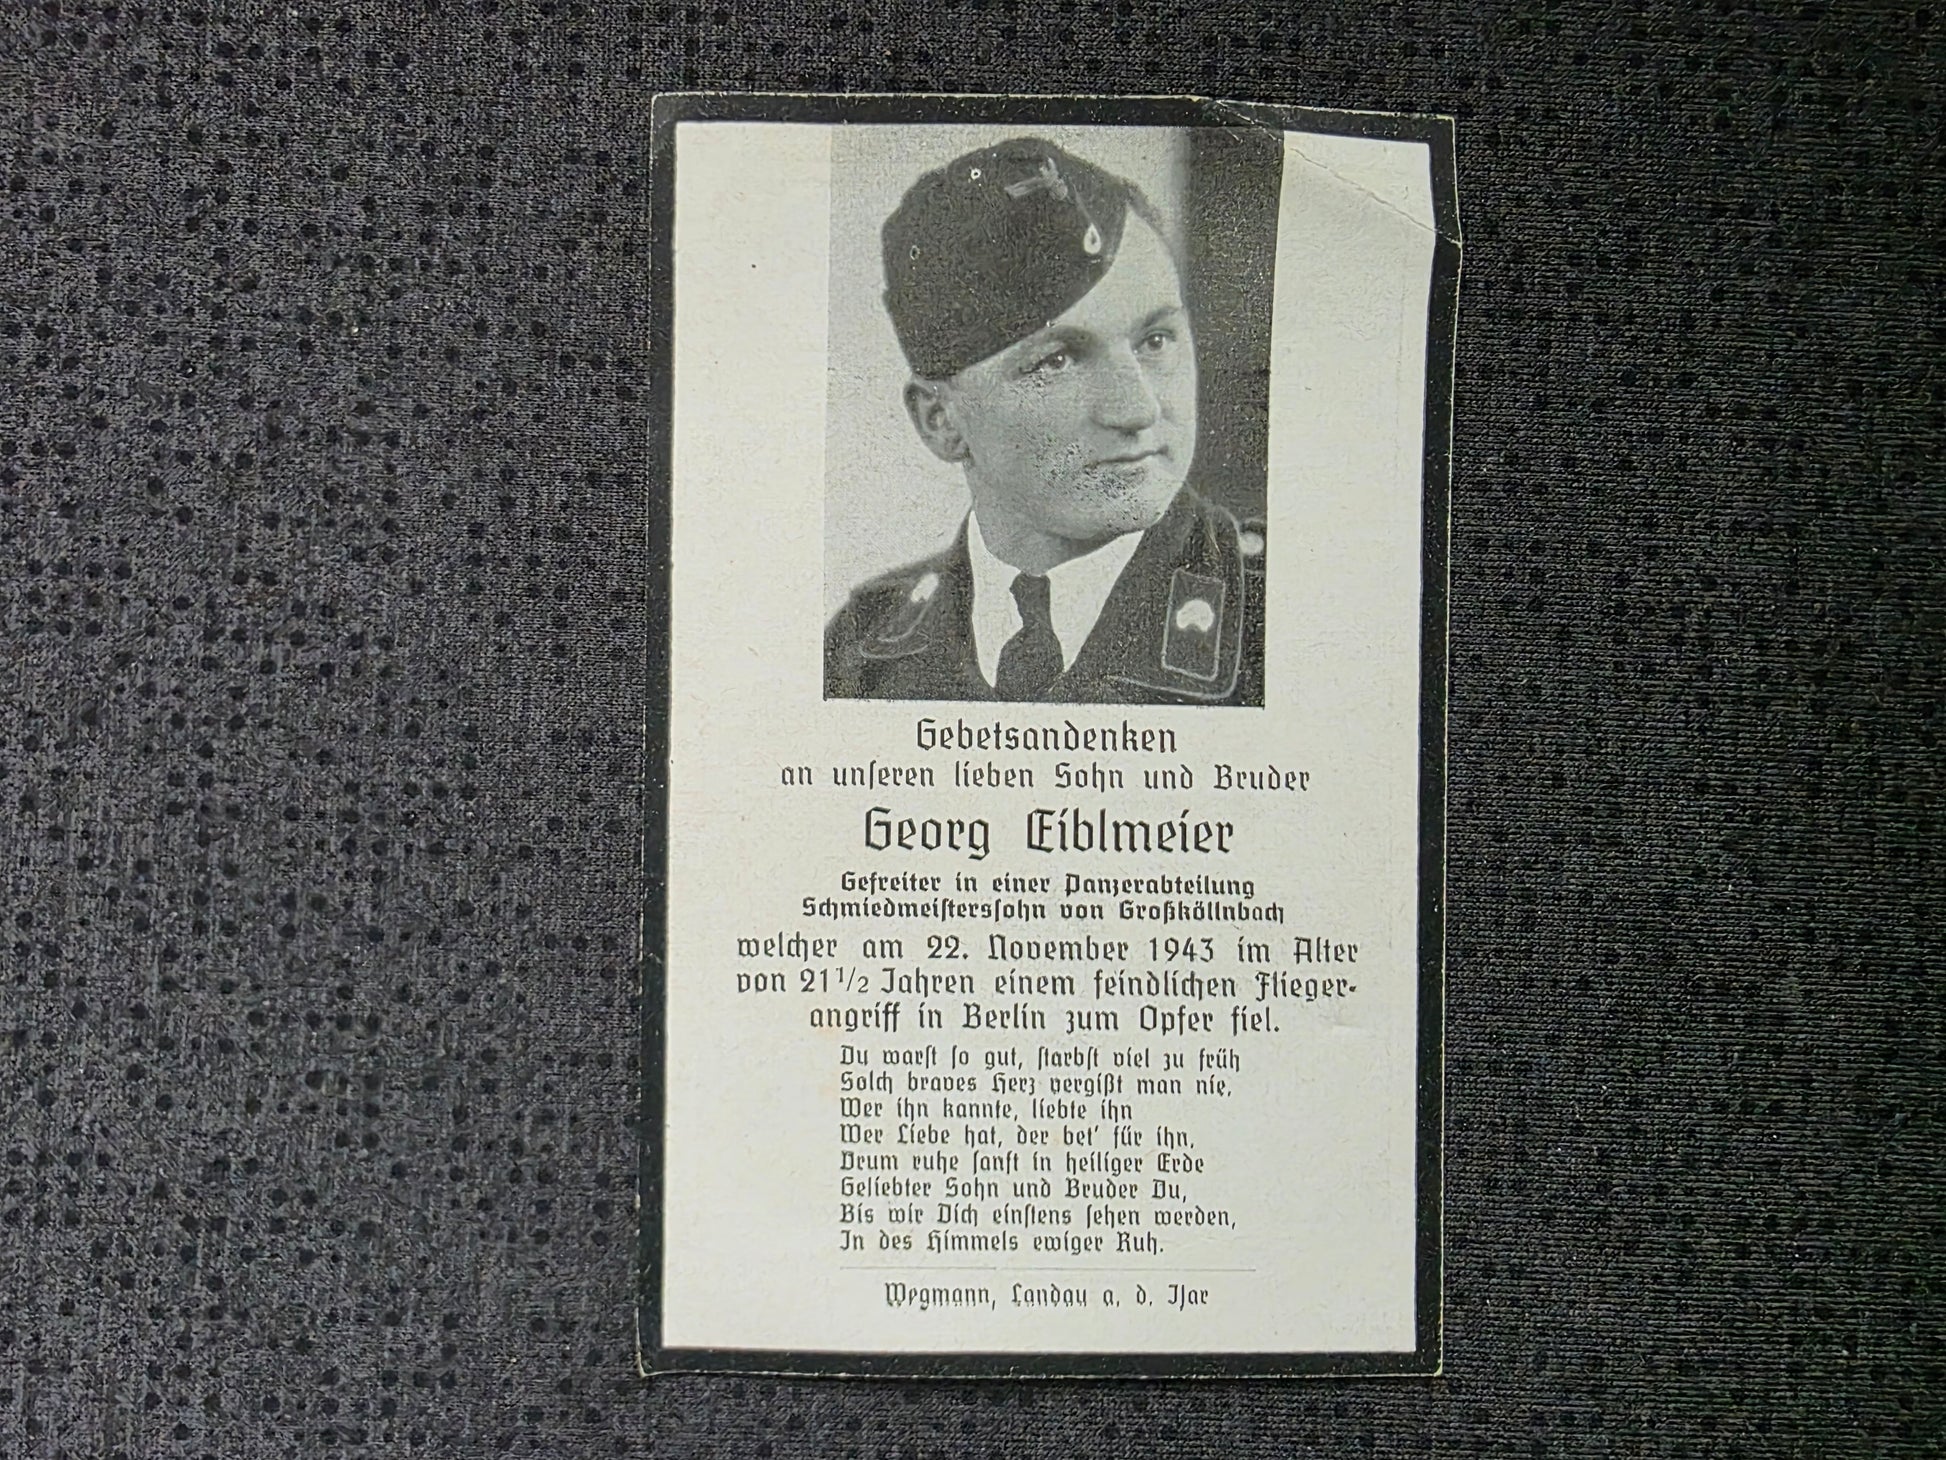 Gebetsandenken
an unseren lieben Sohn und Bruder
Georg Eiblmeier
Gefreiter in einer Panzerabteilung
Schmiedmeisterssohn von Großköllnbach
welcher am 22. November 1943 im Alter
von 21 1/2 Jahren einem feindlichen Flieger-
angriff in Berlin zum Opfer fiel.
Du warst so gut, starbst viel zu früh
Solch braves Herz vergißt man nie,
Wer ihn kannte, liebte ihn
Wer Liebe hat, der bet' für ihn,
Drum ruhe sanft in heiliger Erde
Geliebter Sohn und Bruder Du,
Bis wir Dich einstens sehen werden,
In des Himmels ewiger Ruh.
Wegmann, Landau a. d. Isar